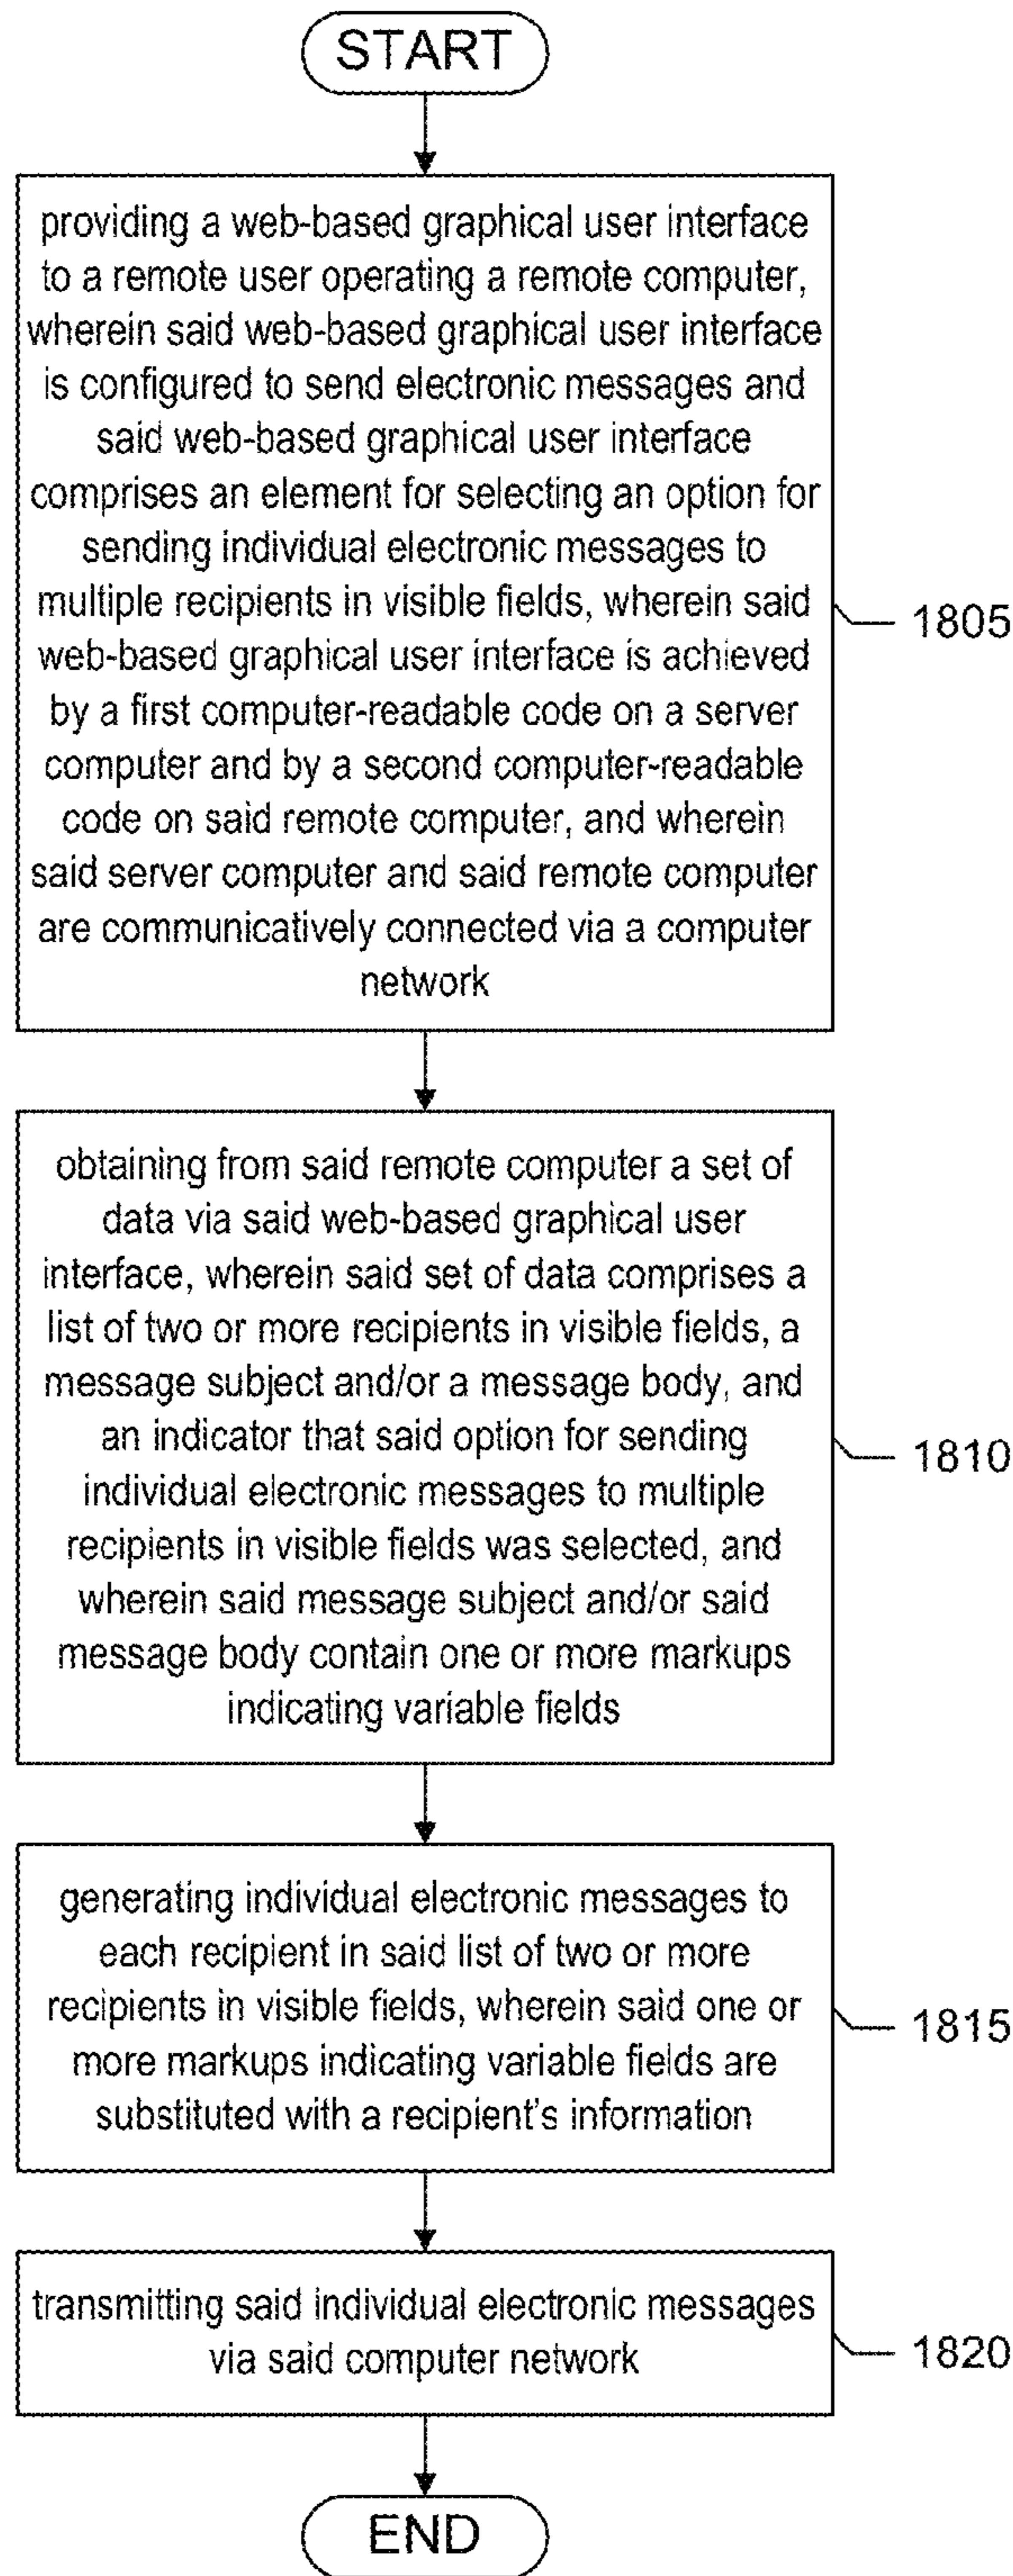 START
providing a web-based graphical user interface
to a remote user operating a remote computer,
wherein said web-based graphical user interface
is configured to send electronic messages and
said web-based graphical user interface
comprises an element for selecting an option for
sending individual electronic messages to
multiple recipients in visible fields, wherein said
web-based graphical user interface is achieved
by a first computer-readable code on a server
computer and by a second computer-readable
code on said remote computer, and wherein
said server computer and said remote computer
are communicatively connected via a computer
network
1805
obtaining from said remote computer a set of
data via said web-based graphical user
interface, wherein said set of data comprises a
list of two or more recipients in visible fields, a
message subject and/or a message body, and
an indicator that said option for sending
individual electronic messages to multiple
recipients in visible fields was selected, and
wherein said message subject and/or said
message body contain one or more markups
indicating variable fields
1810
generating individual electronic messages to
each recipient in said list of two or more
recipients in visible fields, wherein said one or
more markups indicating variable fields are
substituted with a recipient's information
1815
transmitting said individual electronic messages
via said computer network
1820
END